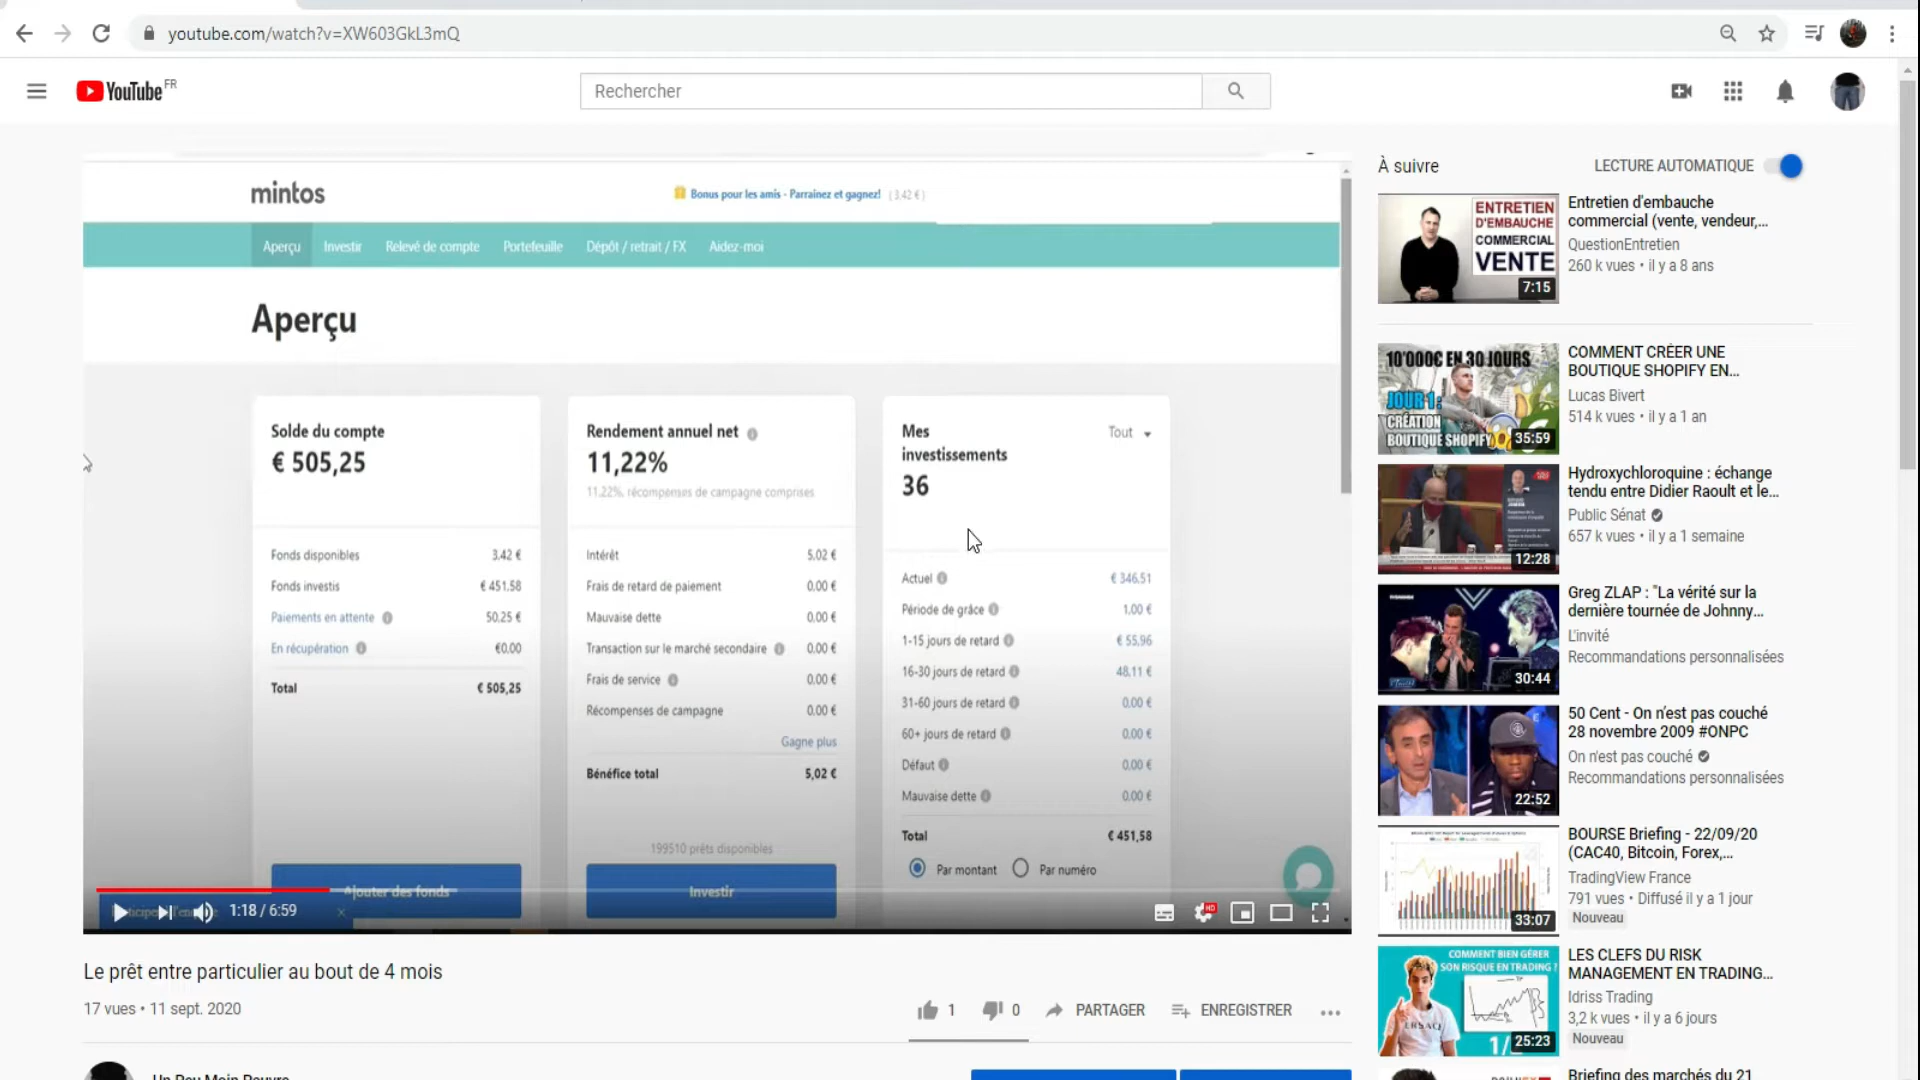 youtube.com/watch?v=XW603GkL3mQ
YouTube FR
Rechercher
mintos
Bonus pour les amis - Parrainez et gagnez! ( 3.42 € )
Aperçu Investir Relevé de compte Portefeuille Dépôt / retrait / FX Aidez-moi
Aperçu
Solde du compte
€ 505,25
Fonds disponibles 3.42 €
Fonds investis € 451.58
Paiements en attente 50.25 €
En récupération €0.00
Total € 505,25
Ajouter des fonds
Rendement annuel net
11,22%
11.22%, récompenses de campagne comprises
Intérêt 5.02 €
Frais de retard de paiement 0.00 €
Mauvaise dette 0.00 €
Transaction sur le marché secondaire 0.00 €
Frais de service 0.00 €
Récompenses de campagne 0.00 €
Gagne plus
Bénéfice total 5,02 €
199510 prêts disponibles
Investir
Mes investissements Tout
36
Actuel € 346.51
Période de grâce 1.00 €
1-15 jours de retard € 55,96
16-30 jours de retard 48,11 €
31-60 jours de retard 0.00 €
60+ jours de retard 0.00 €
Défaut 0.00 €
Mauvaise dette 0.00 €
Total € 451,58
Par montant Par numéro
1:18 / 6:59
HD
Le prêt entre particulier au bout de 4 mois
17 vues • 11 sept. 2020
1 0 PARTAGER ENREGISTRER
Un Peu Moin Pauvre
À suivre LECTURE AUTOMATIQUE
ENTRETIEN
D'EMBAUCHE
COMMERCIAL
VENTE
7:15
Entretien d'embauche
commercial (vente, vendeur,...
QuestionEntretien
260 k vues • il y a 8 ans
10'000€ EN 30 JOURS
JOUR 1 :
CRÉATION
BOUTIQUE SHOPIFY
35:59
COMMENT CRÉER UNE
BOUTIQUE SHOPIFY EN...
Lucas Bivert
514 k vues • il y a 1 an
12:28
Hydroxychloroquine : échange
tendu entre Didier Raoult et le...
Public Sénat
657 k vues • il y a 1 semaine
30:44
Greg ZLAP : "La vérité sur la
dernière tournée de Johnny...
L'invité
Recommandations personnalisées
22:52
50 Cent - On n'est pas couché
28 novembre 2009 #ONPC
On n'est pas couché
Recommandations personnalisées
33:07
BOURSE Briefing - 22/09/20
(CAC40, Bitcoin, Forex,...
TradingView France
791 vues • Diffusé il y a 1 jour
Nouveau
COMMENT BIEN GÉRER
SON RISQUE EN TRADING ?
1/
25:23
LES CLEFS DU RISK
MANAGEMENT EN TRADING...
Idriss Trading
3,2 k vues • il y a 6 jours
Nouveau
Briefing des marchés du 21